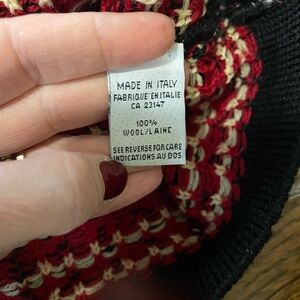 MADE IN ITALY
FABRIQUE EN ITALIE
CA 23147
100%
WOOL/LAINE
SEE REVERSE FOR CARE
INDICATIONS AU DOS